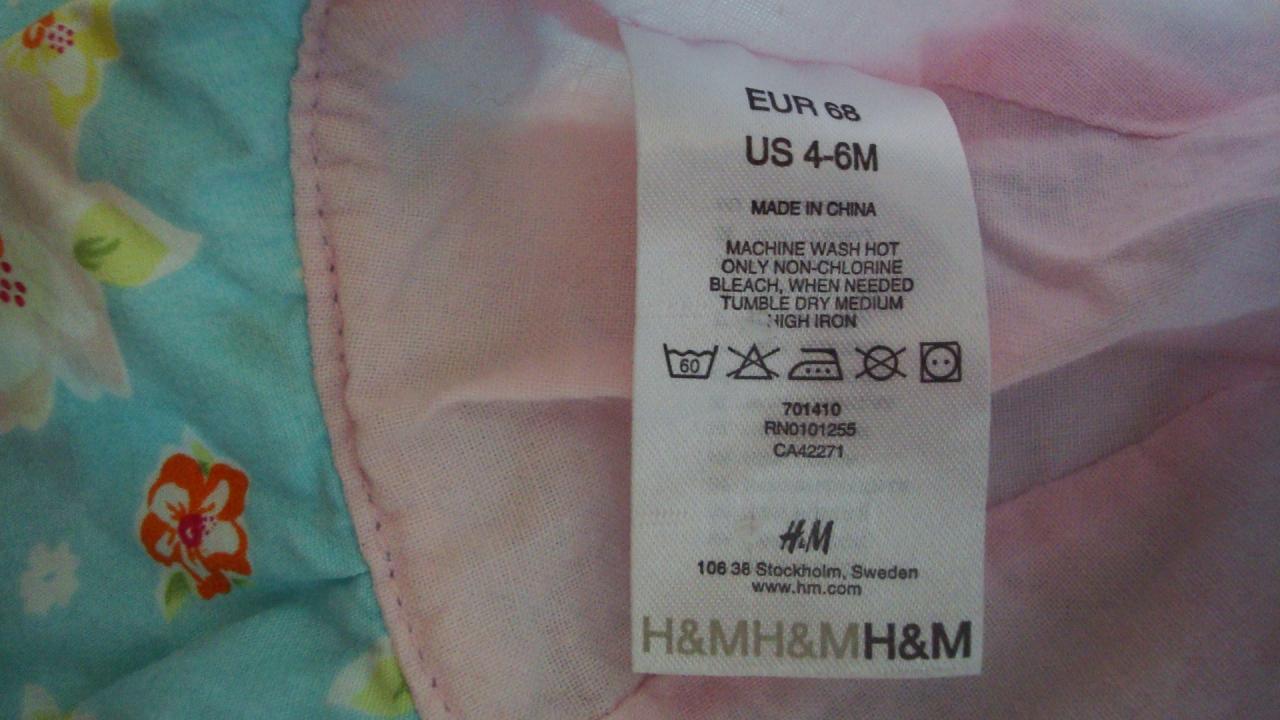 EUR 68
US 4-6M
MADE IN CHINA
MACHINE WASH HOT
ONLY NON-CHLORINE
BLEACH, WHEN NEEDED
TUMBLE DRY MEDIUM
HIGH IRON
60
701410
RN0101255
CA42271
H&M
106 38 Stockholm, Sweden
www.hm.com
H&MH&MH&M